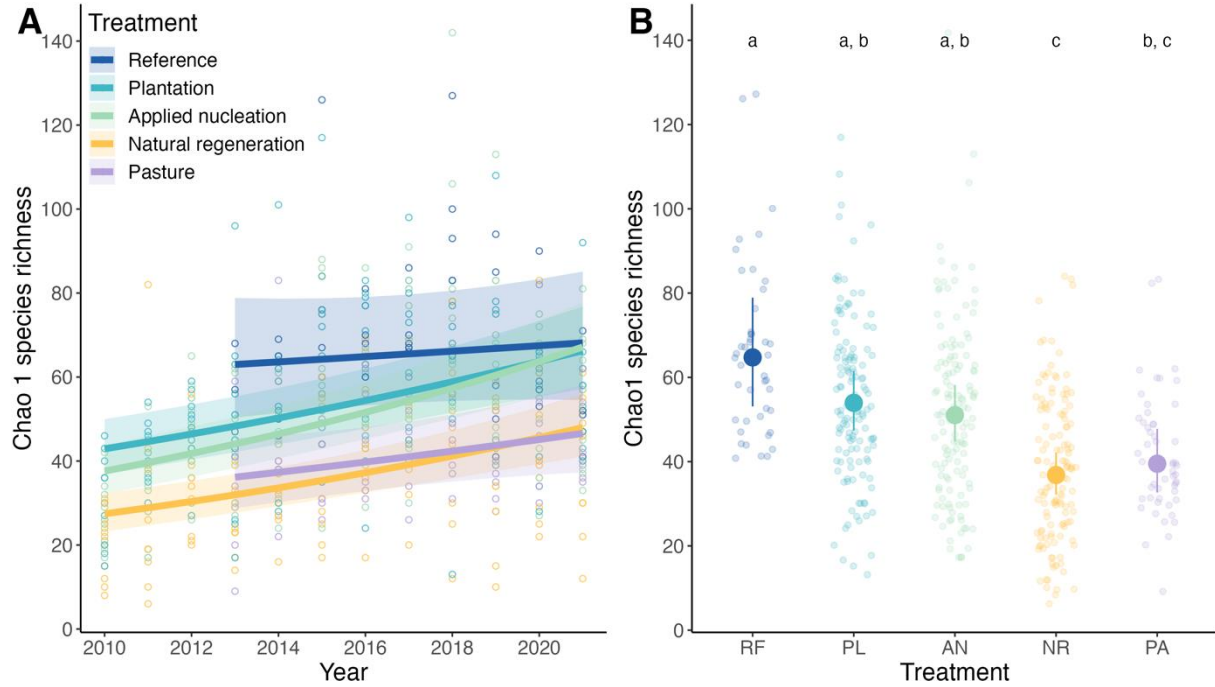 A
Treatment
Reference
Plantation
Applied nucleation
Natural regeneration
Pasture
Chao 1 species richness
140
120
100
80
60
40
20
0
2010 2012 2014 2016 2018 2020
Year
B
a a, b a, b c b, c
Chao1 species richness
140
120
100
80
60
40
20
0
RF PL AN NR PA
Treatment